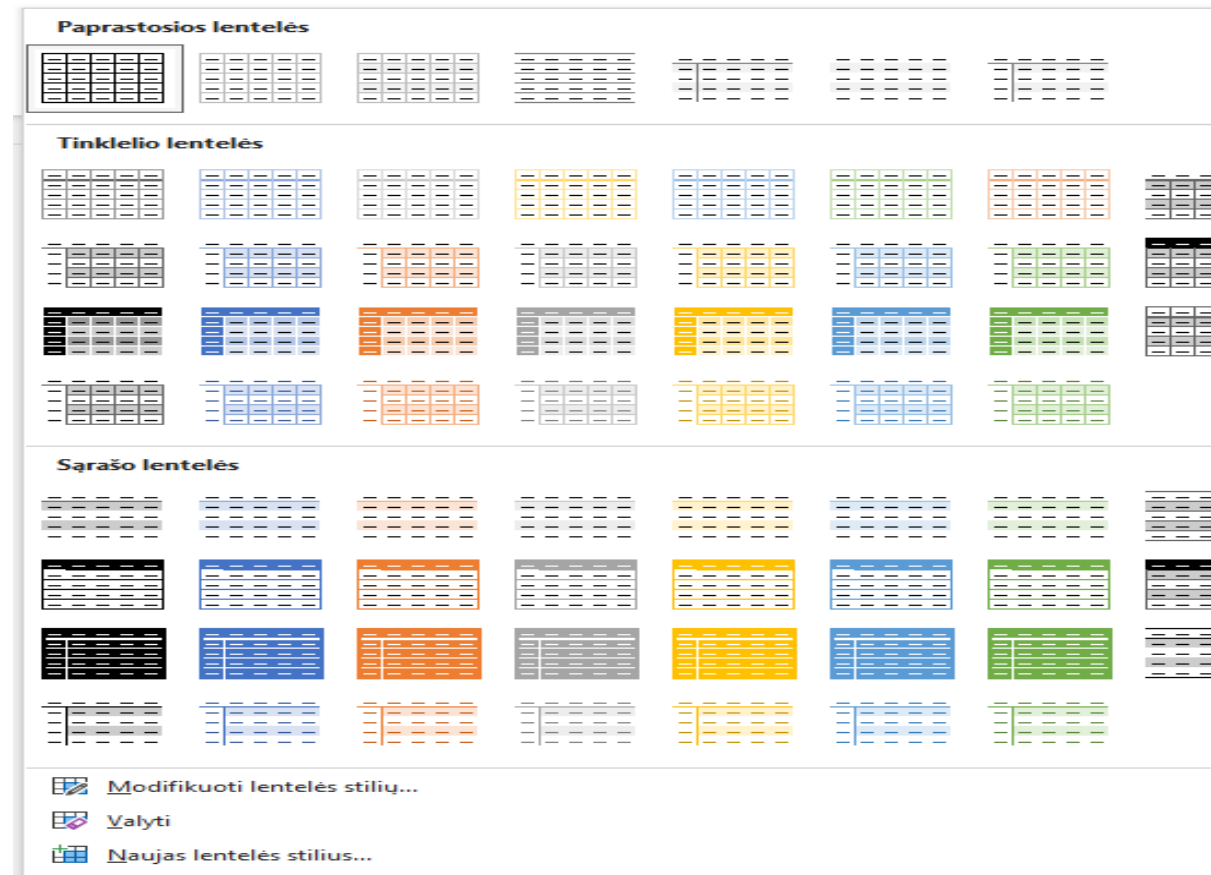 Paprastosios lentelės
Tinklelio lentelės
Sąrašo lentelės
Modifikuoti lentelės stilių...
Valyti
Naujas lentelės stilius...